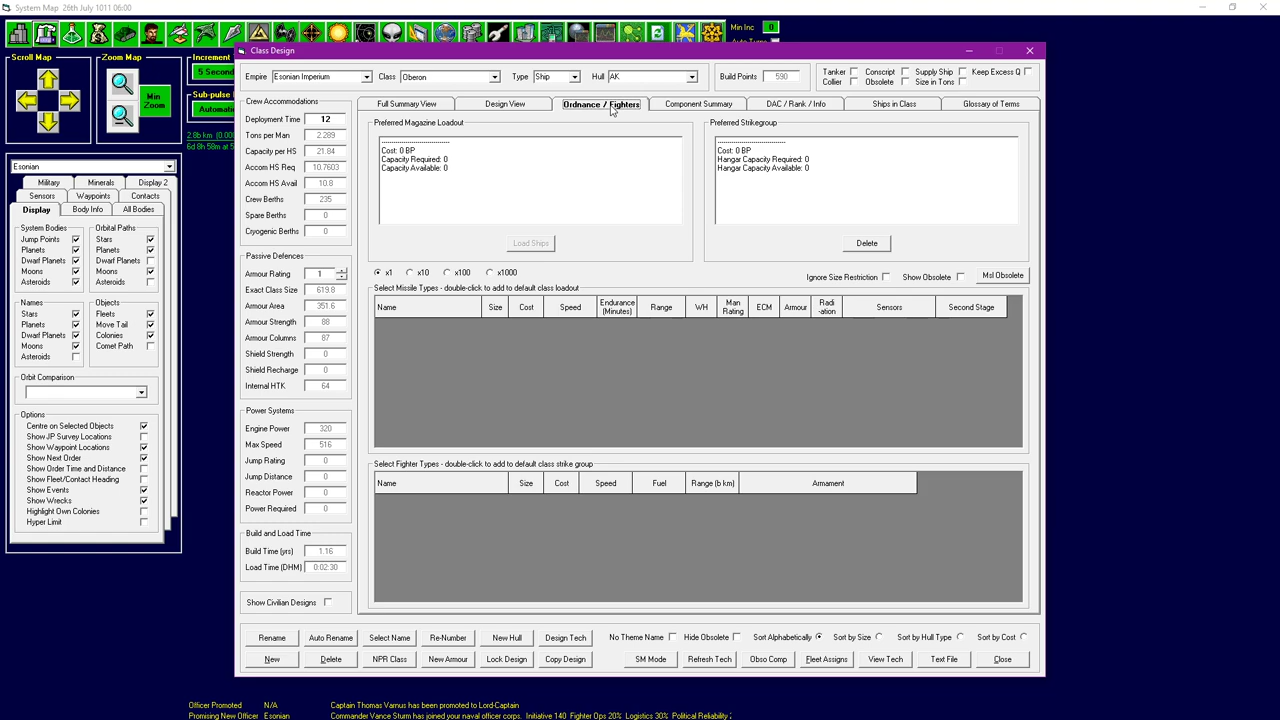 System Map 26th July 1011 06:00
Min Inc 0
Scroll Map
Zoom Map
Min Zoom
Increment
5 Second
Sub-pulse
Automa
6d 8h 58m at 5
Class Design
Empire Esonian Imperium Class Oberon Type Ship Hull AK Build Points 590
Tanker Conscript Supply Ship Keep Excess Q
Collier Obsolete Size in Tons
Full Summary View Design View Ordnance / Fighters Component Summary DAC / Rank / Info Ships in Class Glossary of Terms
Crew Accommodations
Deployment Time 12
Tons per Man 2.289
Capacity per HS 21.84
Accom HS Req 10.7603
Accom HS Avail 10.8
Crew Berths 235
Spare Berths 0
Cryogenic Berths 0
Passive Defences
Armour Rating 1
Exact Class Size 619.8
Armour Area 351.6
Armour Strength 88
Armour Columns 87
Shield Strength 0
Shield Recharge 0
Internal HTK 64
Power Systems
Engine Power 320
Max Speed 516
Jump Rating 0
Jump Distance 0
Reactor Power 0
Power Required 0
Build and Load Time
Build Time (yrs) 1.16
Load Time (DHM) 0:02:30
Show Civilian Designs
Preferred Magazine Loadout
Cost: 0 BP
Capacity Required: 0
Capacity Available: 0
Load Ships
Preferred Strikegroup
Cost: 0 BP
Hangar Capacity Required: 0
Hangar Capacity Available: 0
Delete
x1 x10 x100 x1000
Ignore Size Restriction Show Obsolete Msl Obsolete
Select Missile Types - double-click to add to default class loadout
Name Size Cost Speed Endurance (Minutes) Range WH Man Rating ECM Armour Radi -ation Sensors Second Stage
Select Fighter Types - double-click to add to default class strike group
Name Size Cost Speed Fuel Range (b km) Armament
Rename Auto Rename Select Name Re-Number New Hull Design Tech
No Theme Name Hide Obsolete Sort Alphabetically Sort by Size Sort by Hull Type Sort by Cost
New Delete NPR Class New Armour Lock Design Copy Design SM Mode Refresh Tech Obso Comp Fleet Assigns View Tech Text File Close
Esonian
Military Minerals Display 2
Sensors Waypoints Contacts
Display Body Info All Bodies
System Bodies
Jump Points
Planets
Dwarf Planets
Moons
Asteroids
Orbital Paths
Stars
Planets
Dwarf Planets
Moons
Asteroids
Names
Stars
Planets
Dwarf Planets
Moons
Asteroids
Objects
Fleets
Move Tail
Colonies
Comet Path
Orbit Comparison
Options
Centre on Selected Objects
Show JP Survey Locations
Show Waypoint Locations
Show Next Order
Show Order Time and Distance
Show Fleet/Contact Heading
Show Events
Show Wrecks
Highlight Own Colonies
Hyper Limit
Officer Promoted N/A Captain Thomas Varnus has been promoted to Lord-Captain
Promising New Officer Esonian Commander Vance Sturm has joined your naval officer corps. Initiative 140 Fighter Ops 20% Logistics 30% Political Reliability